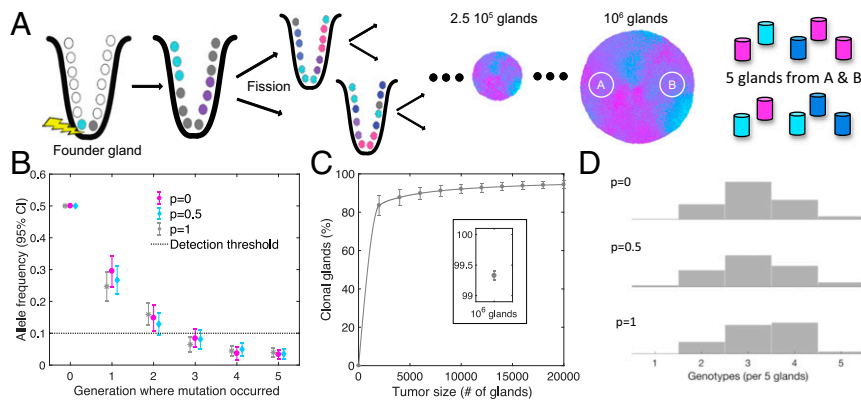 A
Founder gland
Fission
2.5 10⁵ glands
10⁶ glands
A
B
5 glands from A & B
B
Allele frequency (95% CI)
0.6
0.5
0.4
0.3
0.2
0.1
0
p=0
p=0.5
p=1
Detection threshold
0 1 2 3 4 5
Generation where mutation occurred
C
Clonal glands (%)
100
80
60
40
20
0
100
99.5
99
10⁶ glands
0 5000 10000 15000 20000
Tumor size (# of glands)
D
p=0
p=0.5
p=1
1 2 3 4 5
Genotypes (per 5 glands)